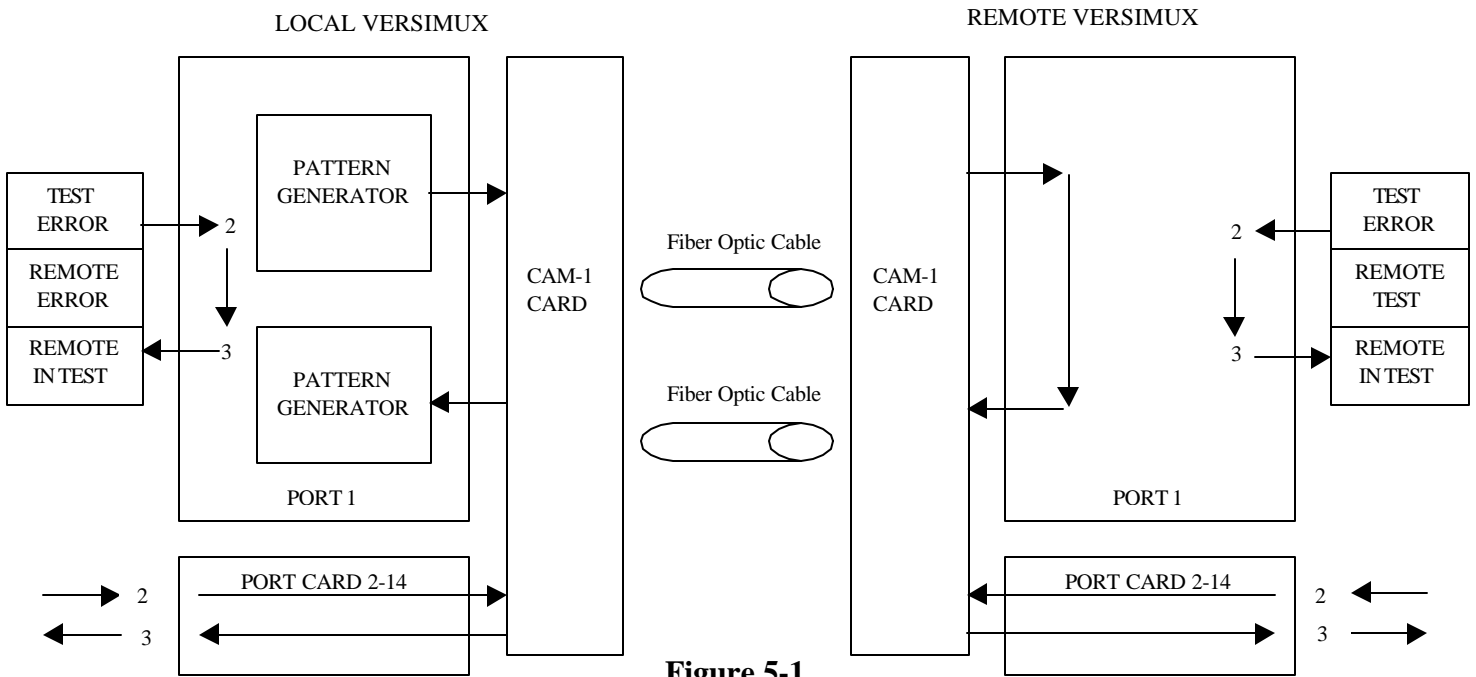 LOCAL VERSIMUX
REMOTE VERSIMUX
TEST
ERROR
REMOTE
ERROR
REMOTE
IN TEST
2
3
PATTERN
GENERATOR
PATTERN
GENERATOR
PORT 1
CAM-1
CARD
Fiber Optic Cable
Fiber Optic Cable
CAM-1
CARD
2
3
PORT 1
TEST
ERROR
REMOTE
TEST
REMOTE
IN TEST
2
3
PORT CARD 2-14
PORT CARD 2-14
2
3
Figure 5-1